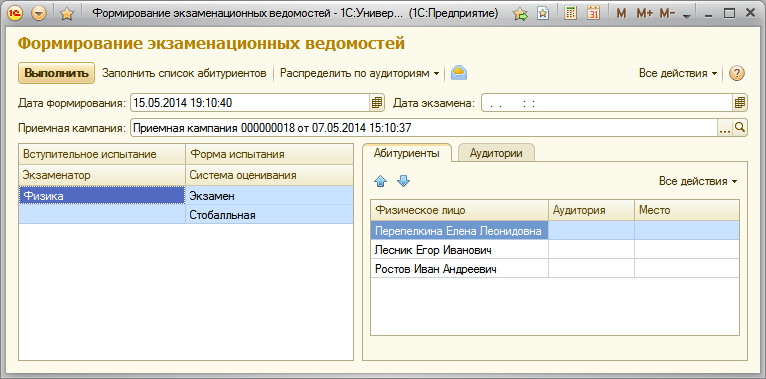 Формирование экзаменационных ведомостей - 1С:Универ... (1С:Предприятие)
M M+ M-
Формирование экзаменационных ведомостей
Выполнить Заполнить список абитуриентов Распределить по аудиториям Все действия ?
Дата формирования: 15.05.2014 19:10:40 Дата экзамена: . . : :
Приемная кампания: Приемная кампания 000000018 от 07.05.2014 15:10:37 ...
Вступительное испытание Форма испытания
Экзаменатор Система оценивания
Физика Экзамен
Стобалльная
Абитуриенты Аудитории
Все действия
Физическое лицо Аудитория Место
Перепелкина Елена Леонидовна
Лесник Егор Иванович
Ростов Иван Андреевич